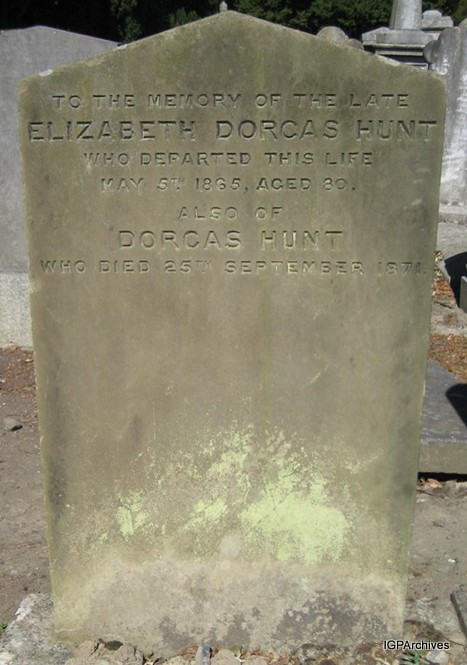 TO THE MEMORY OF THE LATE
ELIZABETH DORCAS HUNT
WHO DEPARTED THIS LIFE
MAY 5TH 1865, AGED 80.
ALSO OF
DORCAS HUNT
WHO DIED 25TH SEPTEMBER 1871.
IGPArchives